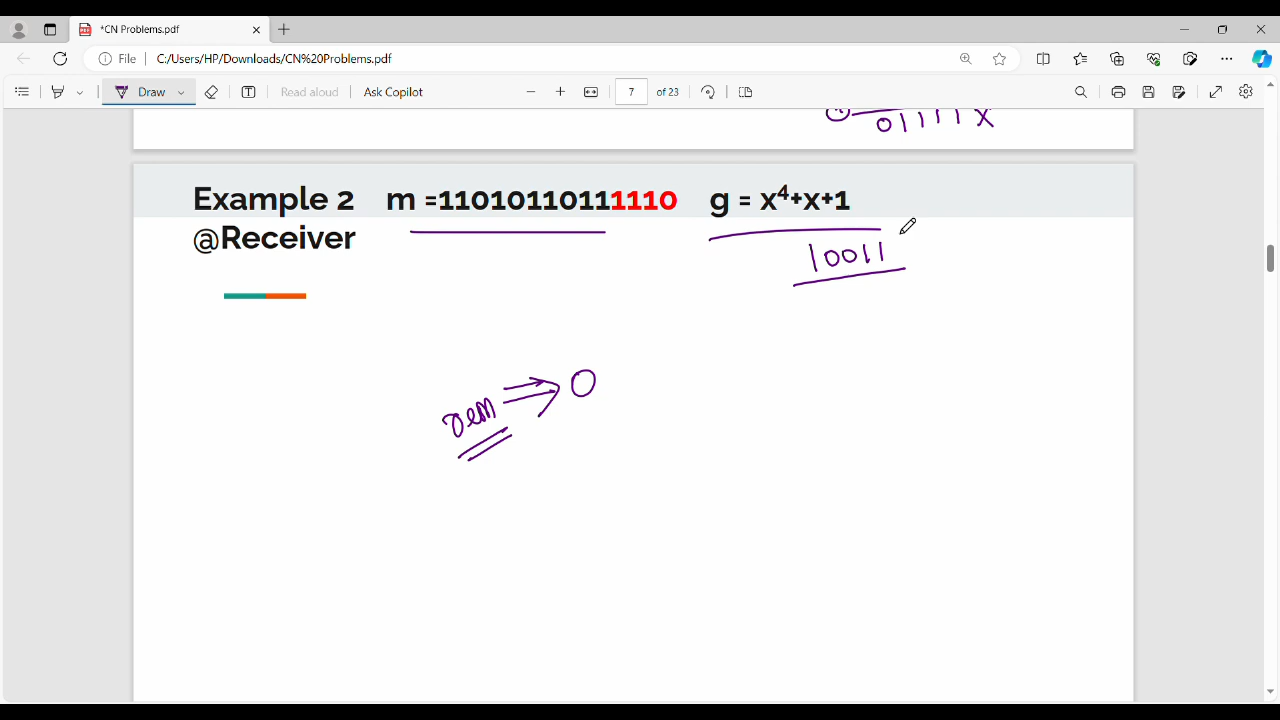 *CN Problems.pdf
File C:/Users/HP/Downloads/CN%20Problems.pdf
Draw Read aloud Ask Copilot 7 of 23
01111X
Example 2 m =11010110111110 g = x⁴+x+1
@Receiver
10011
rem 0